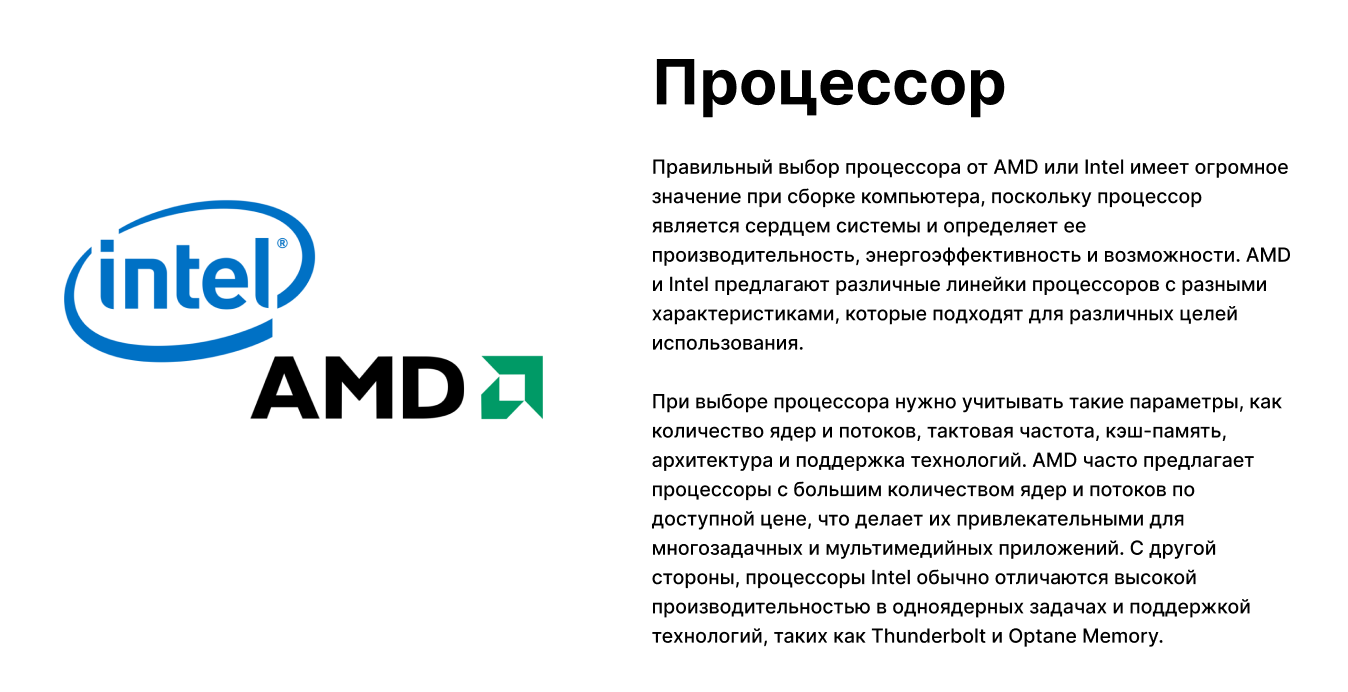 intel®
AMD
Процессор
Правильный выбор процессора от AMD или Intel имеет огромное
значение при сборке компьютера, поскольку процессор
является сердцем системы и определяет ее
производительность, энергоэффективность и возможности. AMD
и Intel предлагают различные линейки процессоров с разными
характеристиками, которые подходят для различных целей
использования.
При выборе процессора нужно учитывать такие параметры, как
количество ядер и потоков, тактовая частота, кэш-память,
архитектура и поддержка технологий. AMD часто предлагает
процессоры с большим количеством ядер и потоков по
доступной цене, что делает их привлекательными для
многозадачных и мультимедийных приложений. С другой
стороны, процессоры Intel обычно отличаются высокой
производительностью в одноядерных задачах и поддержкой
технологий, таких как Thunderbolt и Optane Memory.